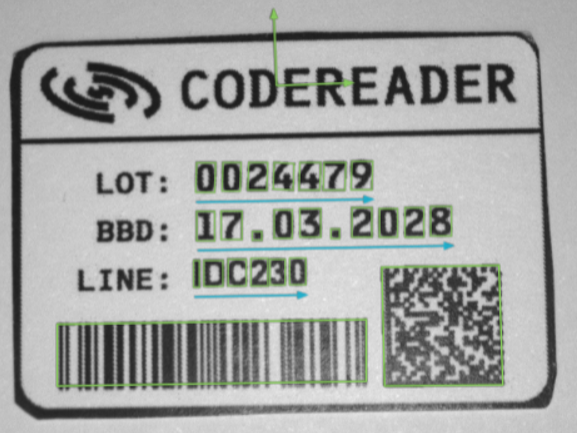 CODEREADER
LOT: 0024479
BBD: 17.03.2028
LINE: IDC230